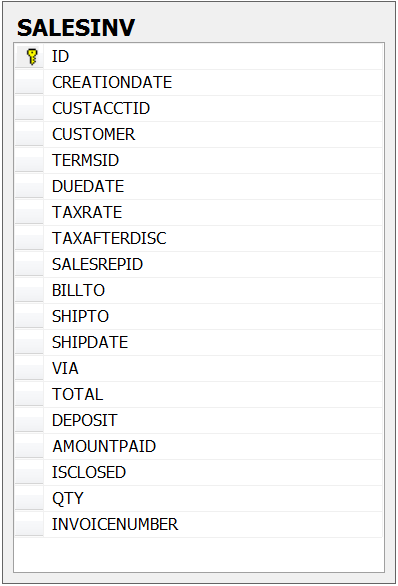 SALESINV
ID
CREATIONDATE
CUSTACCTID
CUSTOMER
TERMSID
DUEDATE
TAXRATE
TAXAFTERDISC
SALESREPID
BILLTO
SHIPTO
SHIPDATE
VIA
TOTAL
DEPOSIT
AMOUNTPAID
ISCLOSED
QTY
INVOICENUMBER